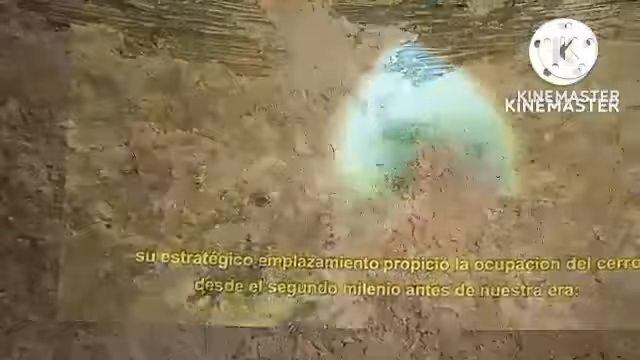 KINEMASTER
KINEMASTER
su estratégico emplazamiento propició la ocupación del cerro
desde el segundo milenio antes de nuestra era: